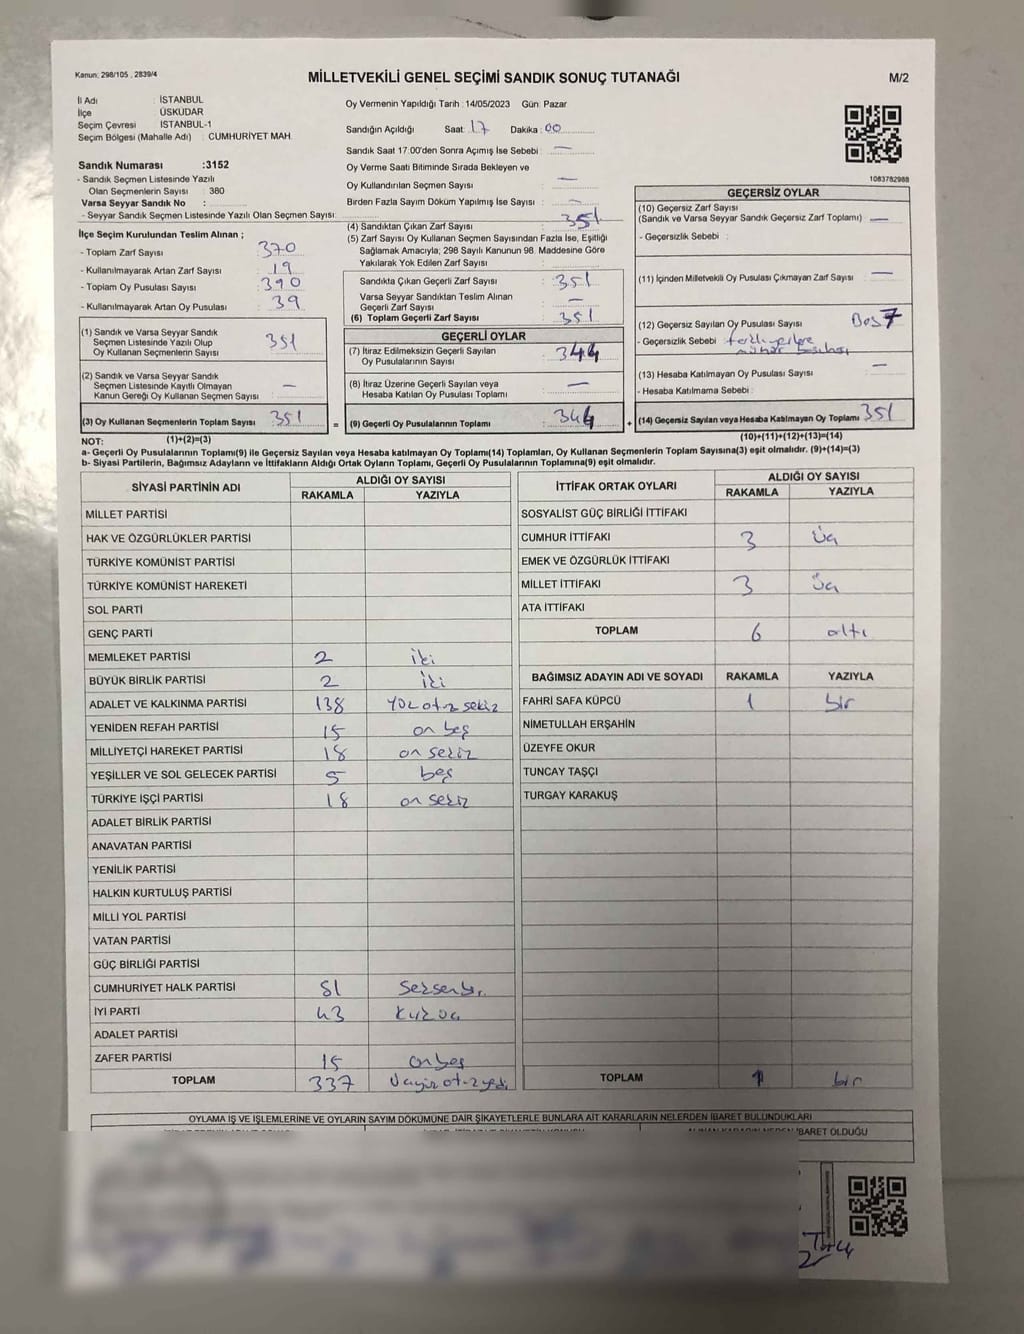 Kanun: 298/105 , 2839/4
MİLLETVEKİLİ GENEL SEÇİMİ SANDIK SONUÇ TUTANAĞI
M/2
İl Adı : İSTANBUL
İlçe : ÜSKÜDAR
Seçim Çevresi : İSTANBUL-1
Seçim Bölgesi (Mahalle Adı) : CUMHURİYET MAH.
Sandık Numarası :3152
- Sandık Seçmen Listesinde Yazılı
Olan Seçmenlerin Sayısı : 380
Varsa Seyyar Sandık No :
- Seyyar Sandık Seçmen Listesinde Yazılı Olan Seçmen Sayısı:
İlçe Seçim Kurulundan Teslim Alınan ;
- Toplam Zarf Sayısı : 370
- Kullanılmayarak Artan Zarf Sayısı : 19
- Toplam Oy Pusulası Sayısı : 390
- Kullanılmayarak Artan Oy Pusulası : 39
(1) Sandık ve Varsa Seyyar Sandık
Seçmen Listesinde Yazılı Olup
Oy Kullanan Seçmenlerin Sayısı : 351
(2) Sandık ve Varsa Seyyar Sandık
Seçmen Listesinde Kayıtlı Olmayan
Kanun Gereği Oy Kullanan Seçmen Sayısı : —
(3) Oy Kullanan Seçmenlerin Toplam Sayısı : 351
Oy Vermenin Yapıldığı Tarih : 14/05/2023 Gün: Pazar
Sandığın Açıldığı Saat: 17 Dakika : 00
Sandık Saat 17:00'den Sonra Açımış İse Sebebi : —
Oy Verme Saati Bitiminde Sırada Bekleyen ve
Oy Kullandırılan Seçmen Sayısı : —
Birden Fazla Sayım Döküm Yapılmış İse Sayısı : —
(4) Sandıktan Çıkan Zarf Sayısı : 351
(5) Zarf Sayısı Oy Kullanan Seçmen Sayısından Fazla İse, Eşitliği
Sağlamak Amacıyla; 298 Sayılı Kanunun 98. Maddesine Göre
Yakılarak Yok Edilen Zarf Sayısı :
Sandıkta Çıkan Geçerli Zarf Sayısı : 351
Varsa Seyyar Sandıktan Teslim Alınan
Geçerli Zarf Sayısı : —
(6) Toplam Geçerli Zarf Sayısı : 351
GEÇERLİ OYLAR
(7) İtiraz Edilmeksizin Geçerli Sayılan
Oy Pusulalarının Sayısı : 344
(8) İtiraz Üzerine Geçerli Sayılan veya
Hesaba Katılan Oy Pusulası Toplamı : —
= (9) Geçerli Oy Pusulalarının Toplamı : 344
1083782988
GEÇERSİZ OYLAR
(10) Geçersiz Zarf Sayısı
(Sandık ve Varsa Seyyar Sandık Geçersiz Zarf Toplamı) : —
- Geçersizlik Sebebi :
(11) İçinden Milletvekili Oy Pusulası Çıkmayan Zarf Sayısı : —
(12) Geçersiz Sayılan Oy Pusulası Sayısı : Boş 7
- Geçersizlik Sebebi :
(13) Hesaba Katılmayan Oy Pusulası Sayısı : —
- Hesaba Katılmama Sebebi :
+ (14) Geçersiz Sayılan veya Hesaba Katılmayan Oy Toplamı : 351
NOT: (1)+(2)=(3)
(10)+(11)+(12)+(13)=(14)
a- Geçerli Oy Pusulalarının Toplamı(9) ile Geçersiz Sayılan veya Hesaba katılmayan Oy Toplamı(14) Toplamları, Oy Kullanan Seçmenlerin Toplam Sayısına(3) eşit olmalıdır. (9)+(14)=(3)
b- Siyasi Partilerin, Bağımsız Adayların ve İttifakların Aldığı Ortak Oyların Toplamı, Geçerli Oy Pusulalarının Toplamına(9) eşit olmalıdır.
SİYASİ PARTİNİN ADI
ALDIĞI OY SAYISI
RAKAMLA YAZIYLA
MİLLET PARTİSİ
HAK VE ÖZGÜRLÜKLER PARTİSİ
TÜRKİYE KOMÜNİST PARTİSİ
TÜRKİYE KOMÜNİST HAREKETİ
SOL PARTİ
GENÇ PARTİ
MEMLEKET PARTİSİ 2 iki
BÜYÜK BİRLİK PARTİSİ 2 iki
ADALET VE KALKINMA PARTİSİ 138 yüz otuz sekiz
YENİDEN REFAH PARTİSİ 15 on beş
MİLLİYETÇİ HAREKET PARTİSİ 18 on sekiz
YEŞİLLER VE SOL GELECEK PARTİSİ 5 beş
TÜRKİYE İŞÇİ PARTİSİ 18 on sekiz
ADALET BİRLİK PARTİSİ
ANAVATAN PARTİSİ
YENİLİK PARTİSİ
HALKIN KURTULUŞ PARTİSİ
MİLLİ YOL PARTİSİ
VATAN PARTİSİ
GÜÇ BİRLİĞİ PARTİSİ
CUMHURİYET HALK PARTİSİ 81 seksenbir
İYİ PARTİ 43 kırküç
ADALET PARTİSİ
ZAFER PARTİSİ 15 onbeş
TOPLAM 337 üçyüz otuzyedi
İTTİFAK ORTAK OYLARI
ALDIĞI OY SAYISI
RAKAMLA YAZIYLA
SOSYALİST GÜÇ BİRLİĞİ İTTİFAKI
CUMHUR İTTİFAKI 3 üç
EMEK VE ÖZGÜRLÜK İTTİFAKI
MİLLET İTTİFAKI 3 üç
ATA İTTİFAKI
TOPLAM 6 altı
BAĞIMSIZ ADAYIN ADI VE SOYADI RAKAMLA YAZIYLA
FAHRİ SAFA KÜPCÜ 1 bir
NİMETULLAH ERŞAHİN
ÜZEYFE OKUR
TUNCAY TAŞÇI
TURGAY KARAKUŞ
TOPLAM 1 bir
OYLAMA İŞ VE İŞLEMLERİNE VE OYLARIN SAYIM DÖKÜMÜNE DAİR ŞİKAYETLERLE BUNLARA AİT KARARLARIN NELERDEN İBARET BULUNDUKLARI
İBARET OLDUĞU